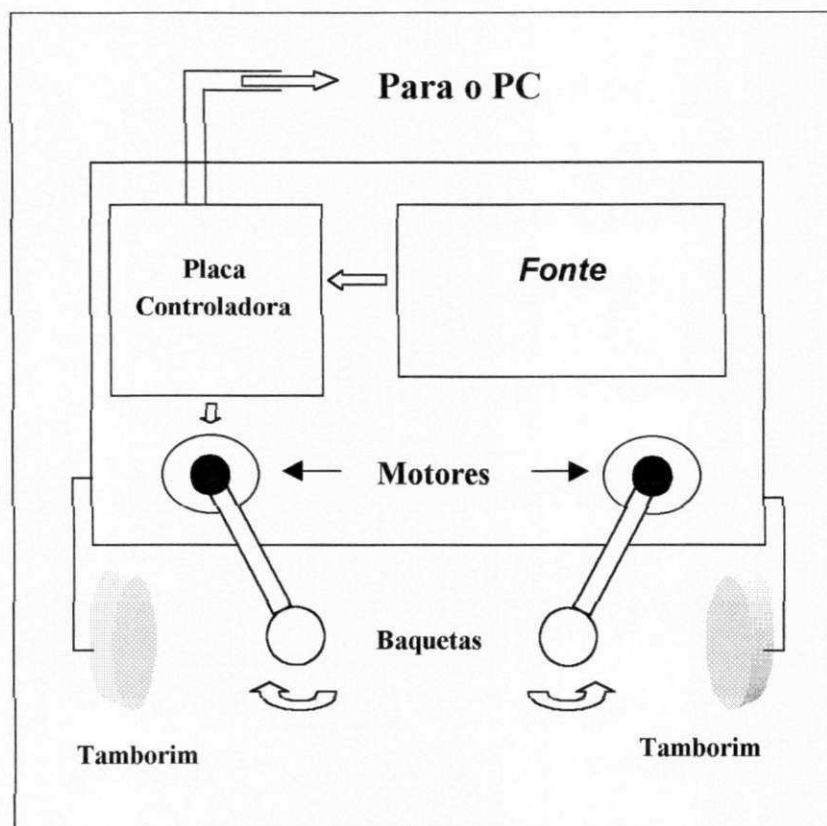 Para o PC
Placa
Controladora
Fonte
Motores
Baquetas
Tamborim
Tamborim